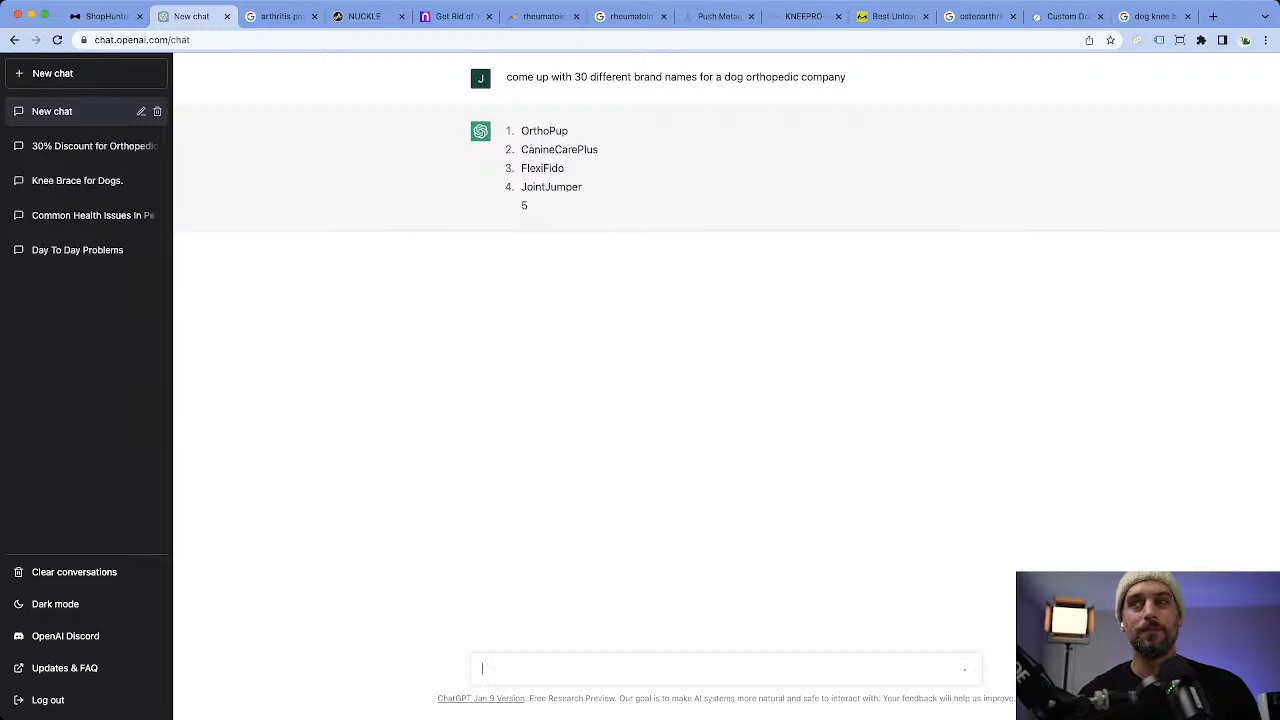 ShopHunt
New chat
arthritis pro
NUCKLE
Get Rid of
rheumatoid
rheumatoid
Push Meta
KNEEPRO
Best Unloa
osteoarthri
Custom Do
dog knee b
chat.openai.com/chat
New chat
New chat
30% Discount for Orthopedic
Knee Brace for Dogs.
Common Health Issues In Pe
Day To Day Problems
J
come up with 30 different brand names for a dog orthopedic company
1. OrthoPup
2. CanineCarePlus
3. FlexiFido
4. JointJumper
5
Clear conversations
Dark mode
OpenAI Discord
Updates & FAQ
Log out
ChatGPT Jan 9 Version. Free Research Preview. Our goal is to make AI systems more natural and safe to interact with. Your feedback will help us improve.